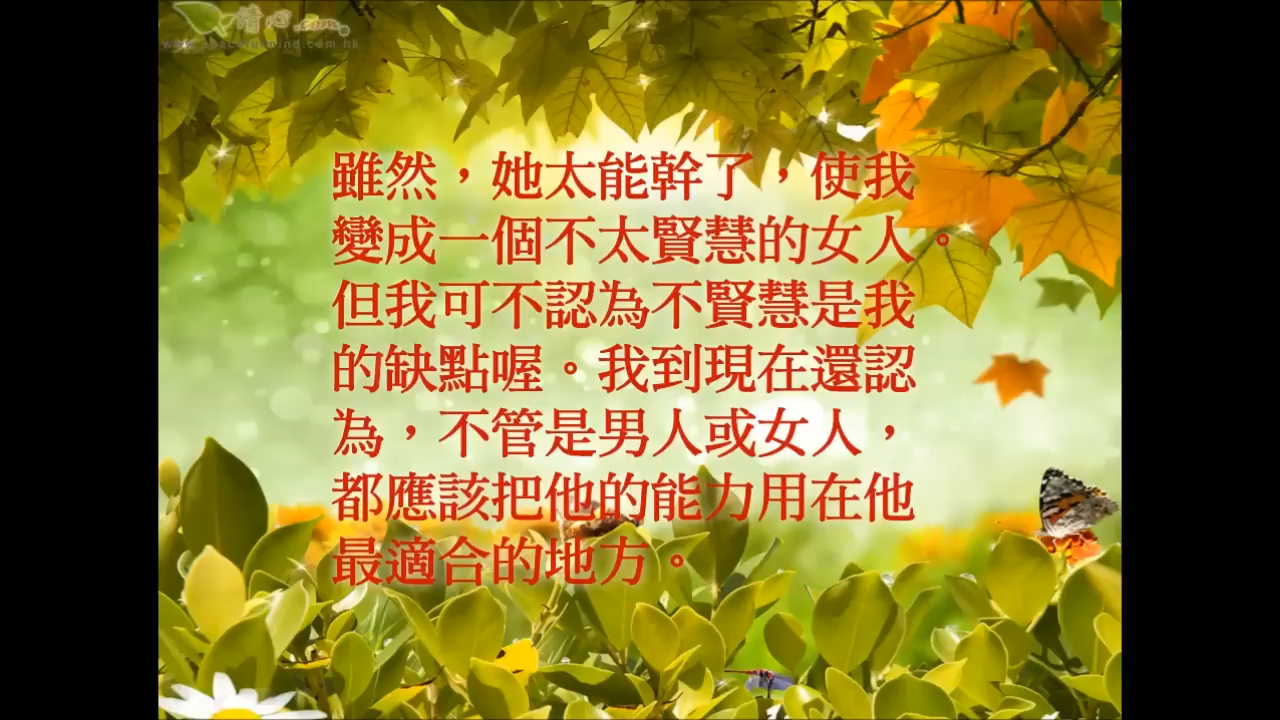 情心.com
雖然，她太能幹了，使我
變成一個不太賢慧的女人。
但我可不認為不賢慧是我
的缺點喔。我到現在還認
為，不管是男人或女人，
都應該把他的能力用在他
最適合的地方。